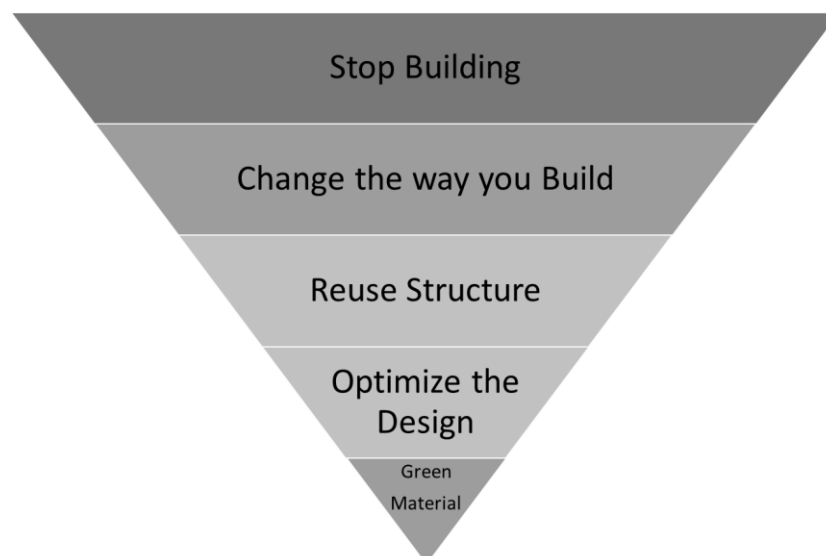 Stop Building
Change the way you Build
Reuse Structure
Optimize the
Design
Green
Material